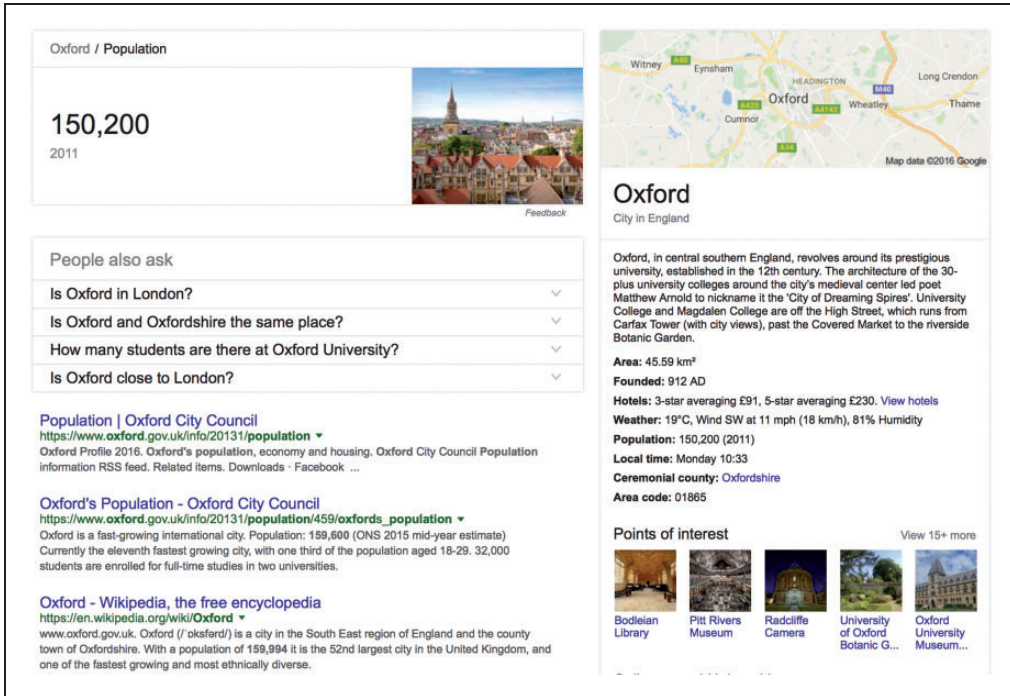 Oxford / Population
150,200
2011
Feedback
People also ask
Is Oxford in London?
Is Oxford and Oxfordshire the same place?
How many students are there at Oxford University?
Is Oxford close to London?
Population | Oxford City Council
https://www.oxford.gov.uk/info/20131/population
Oxford Profile 2016. Oxford's population, economy and housing. Oxford City Council Population
information RSS feed. Related items. Downloads · Facebook ...
Oxford's Population - Oxford City Council
https://www.oxford.gov.uk/info/20131/population/459/oxfords_population
Oxford is a fast-growing international city. Population: 159,600 (ONS 2015 mid-year estimate)
Currently the eleventh fastest growing city, with one third of the population aged 18-29. 32,000
students are enrolled for full-time studies in two universities.
Oxford - Wikipedia, the free encyclopedia
https://en.wikipedia.org/wiki/Oxford
www.oxford.gov.uk. Oxford (/ˈoksferd/) is a city in the South East region of England and the county
town of Oxfordshire. With a population of 159,994 it is the 52nd largest city in the United Kingdom, and
one of the fastest growing and most ethnically diverse.
Witney
A40
Eynsham
HEADINGTON
Long Crendon
M40
Oxford
A420
A4142
Wheatley
Thame
Cumnor
A34
Map data ©2016 Google
Oxford
City in England
Oxford, in central southern England, revolves around its prestigious
university, established in the 12th century. The architecture of the 30-
plus university colleges around the city's medieval center led poet
Matthew Arnold to nickname it the 'City of Dreaming Spires'. University
College and Magdalen College are off the High Street, which runs from
Carfax Tower (with city views), past the Covered Market to the riverside
Botanic Garden.
Area: 45.59 km²
Founded: 912 AD
Hotels: 3-star averaging £91, 5-star averaging £230. View hotels
Weather: 19°C, Wind SW at 11 mph (18 km/h), 81% Humidity
Population: 150,200 (2011)
Local time: Monday 10:33
Ceremonial county: Oxfordshire
Area code: 01865
Points of interest
View 15+ more
Bodleian
Library
Pitt Rivers
Museum
Radcliffe
Camera
University
of Oxford
Botanic G...
Oxford
University
Museum...